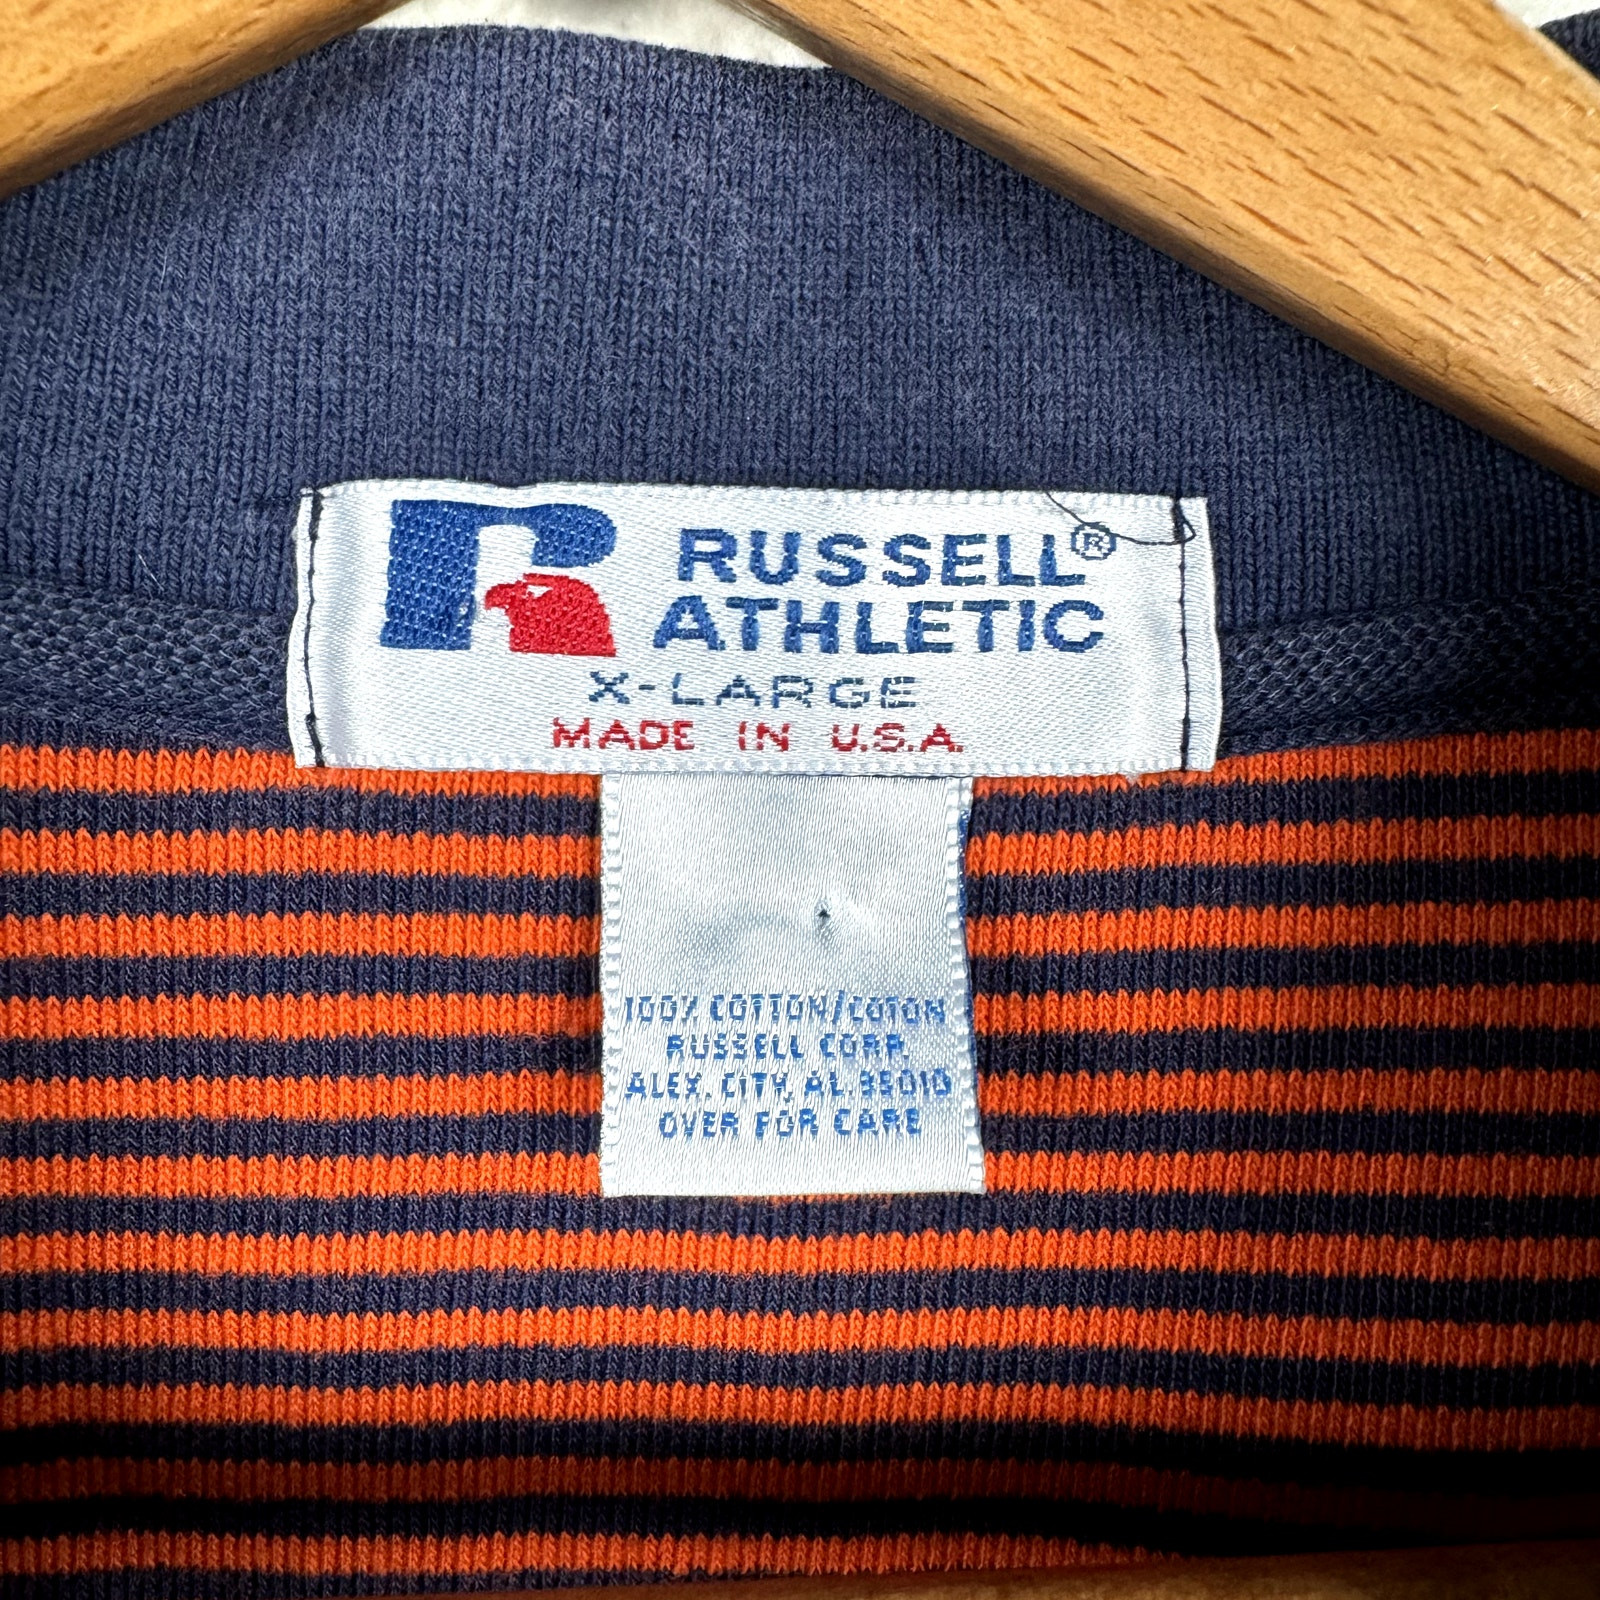 R RUSSELL®
ATHLETIC
X-LARGE
MADE IN U.S.A.
100% COTTON/COTON
RUSSELL CORP.
ALEX. CITY, AL. 35010
OVER FOR CARE